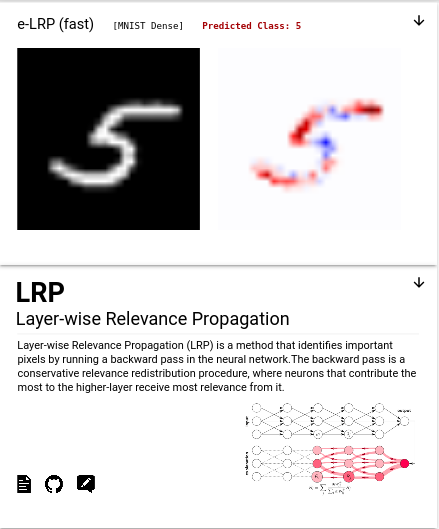 e-LRP (fast) [MNIST Dense] Predicted Class: 5
LRP
Layer-wise Relevance Propagation
Layer-wise Relevance Propagation (LRP) is a method that identifies important
pixels by running a backward pass in the neural network.The backward pass is a
conservative relevance redistribution procedure, where neurons that contribute the
most to the higher-layer receive most relevance from it.
output